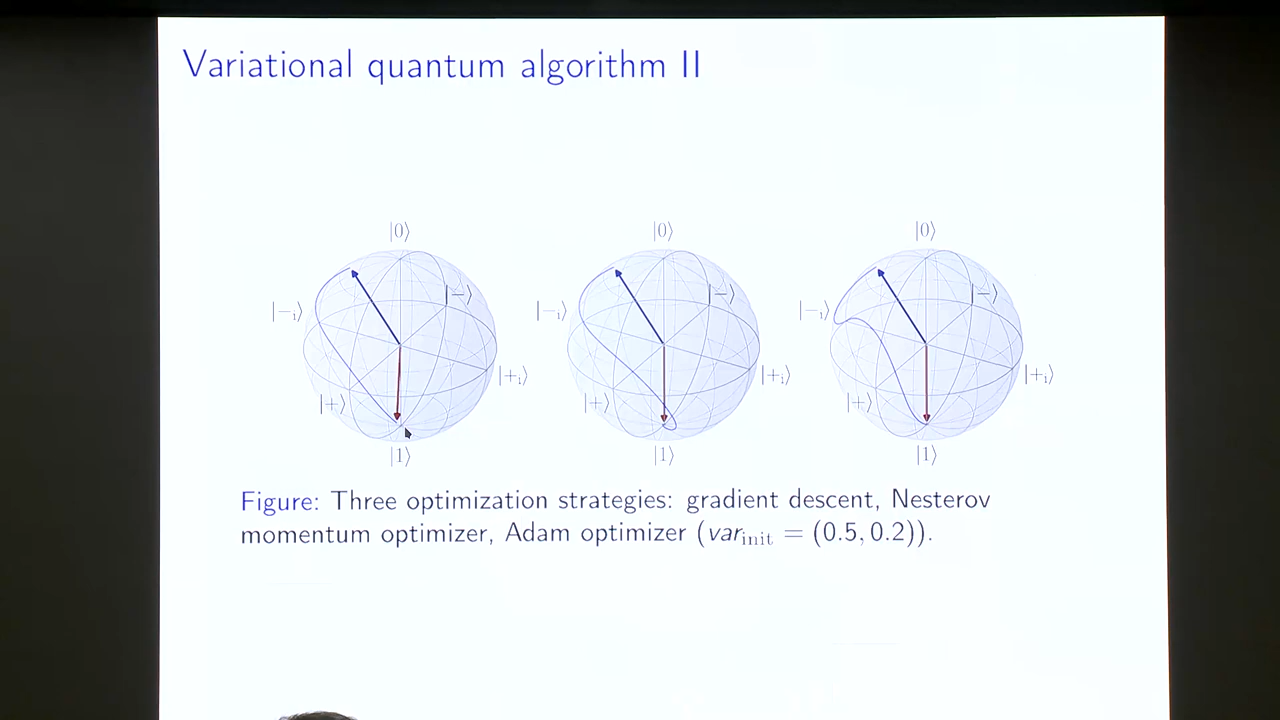 Variational quantum algorithm II
|0⟩ |0⟩ |0⟩
|−⟩ |−⟩ |−⟩
|−ᵢ⟩ |−ᵢ⟩ |−ᵢ⟩
|+ᵢ⟩ |+ᵢ⟩ |+ᵢ⟩
|+⟩ |+⟩ |+⟩
|1⟩ |1⟩ |1⟩
Figure: Three optimization strategies: gradient descent, Nesterov
momentum optimizer, Adam optimizer (var_init = (0.5, 0.2)).